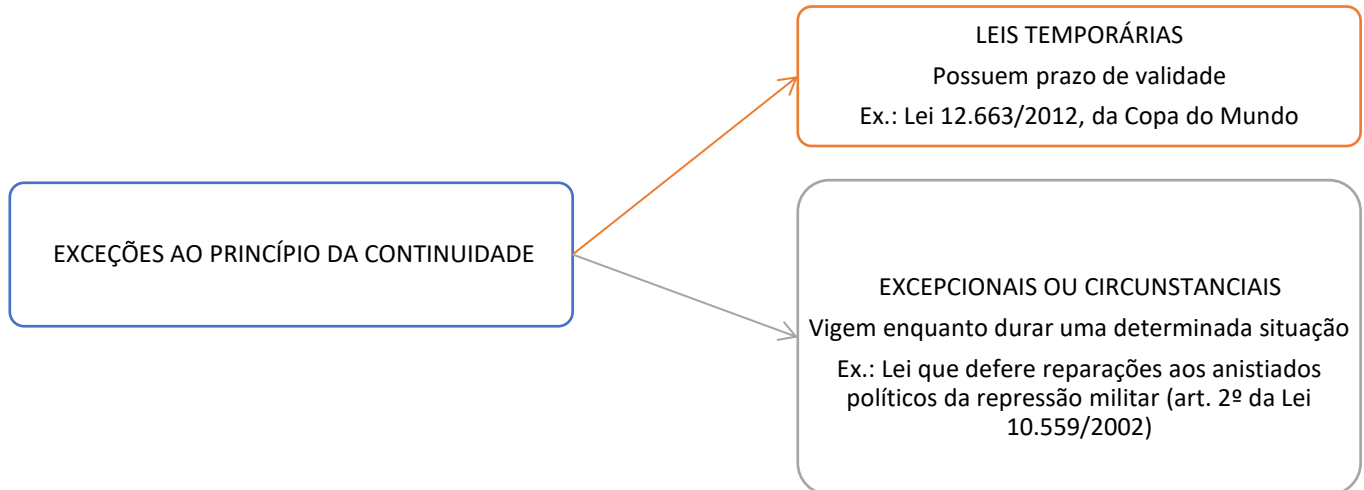 EXCEÇÕES AO PRINCÍPIO DA CONTINUIDADE
LEIS TEMPORÁRIAS
Possuem prazo de validade
Ex.: Lei 12.663/2012, da Copa do Mundo
EXCEPCIONAIS OU CIRCUNSTANCIAIS
Vigem enquanto durar uma determinada situação
Ex.: Lei que defere reparações aos anistiados
políticos da repressão militar (art. 2º da Lei
10.559/2002)